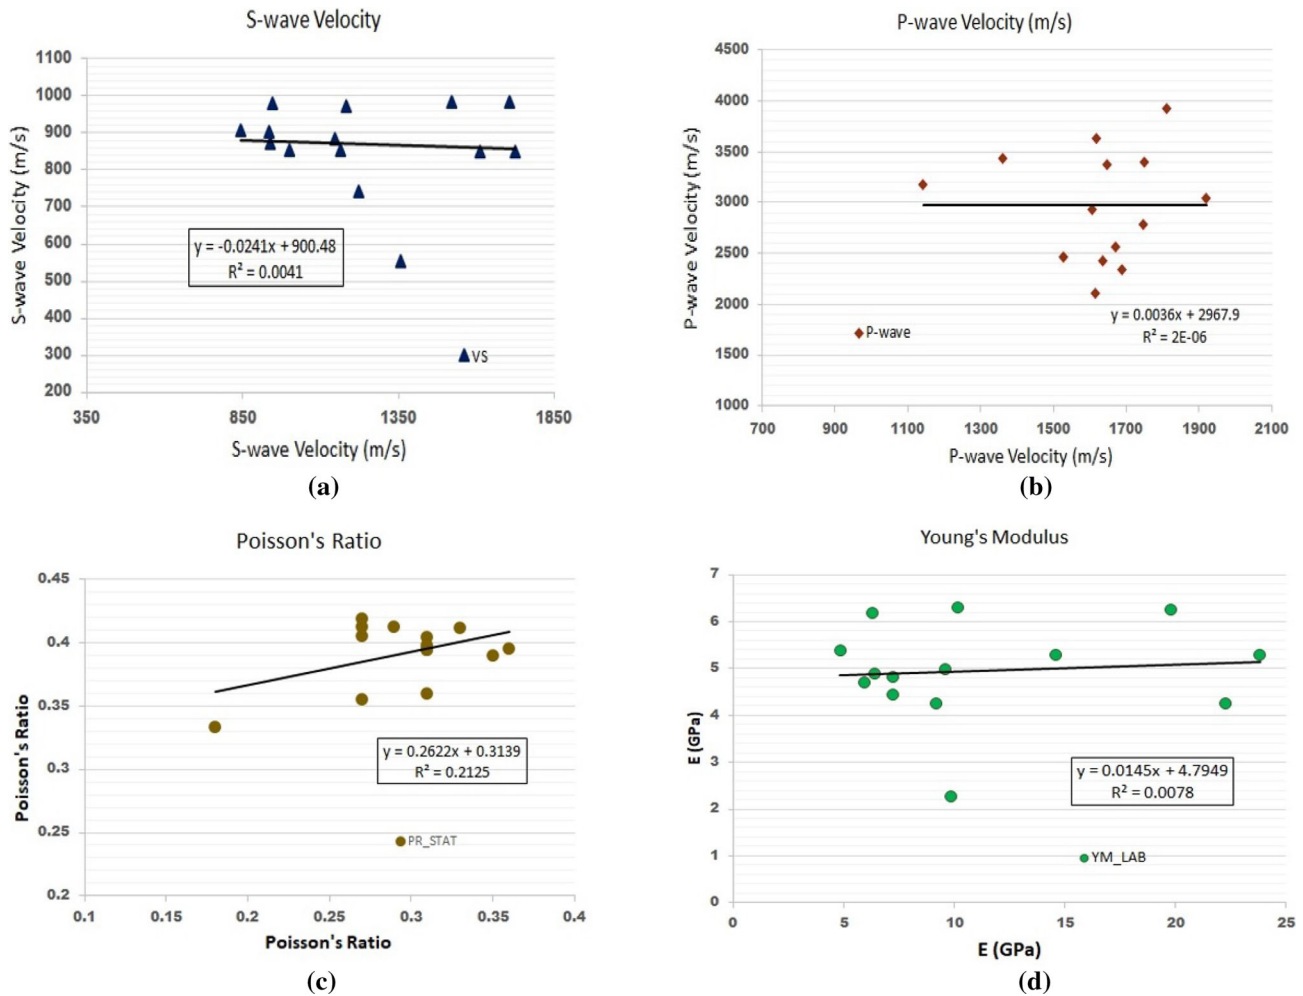 S-wave Velocity
1100
1000
900
800
700
600
500
400
300
200
S-wave Velocity (m/s)
y = -0.0241x + 900.48
R² = 0.0041
VS
350
850
1350
1850
S-wave Velocity (m/s)
(a)
P-wave Velocity (m/s)
4500
4000
3500
3000
2500
2000
1500
1000
P-wave Velocity (m/s)
y = 0.0036x + 2967.9
R² = 2E-06
P-wave
700
900
1100
1300
1500
1700
1900
2100
P-wave Velocity (m/s)
(b)
Poisson's Ratio
0.45
0.4
0.35
0.3
0.25
0.2
Poisson's Ratio
y = 0.2622x + 0.3139
R² = 0.2125
PR_STAT
0.1
0.15
0.2
0.25
0.3
0.35
0.4
Poisson's Ratio
(c)
Young's Modulus
7
6
5
4
3
2
1
0
E (GPa)
y = 0.0145x + 4.7949
R² = 0.0078
YM_LAB
0
5
10
15
20
25
E (GPa)
(d)